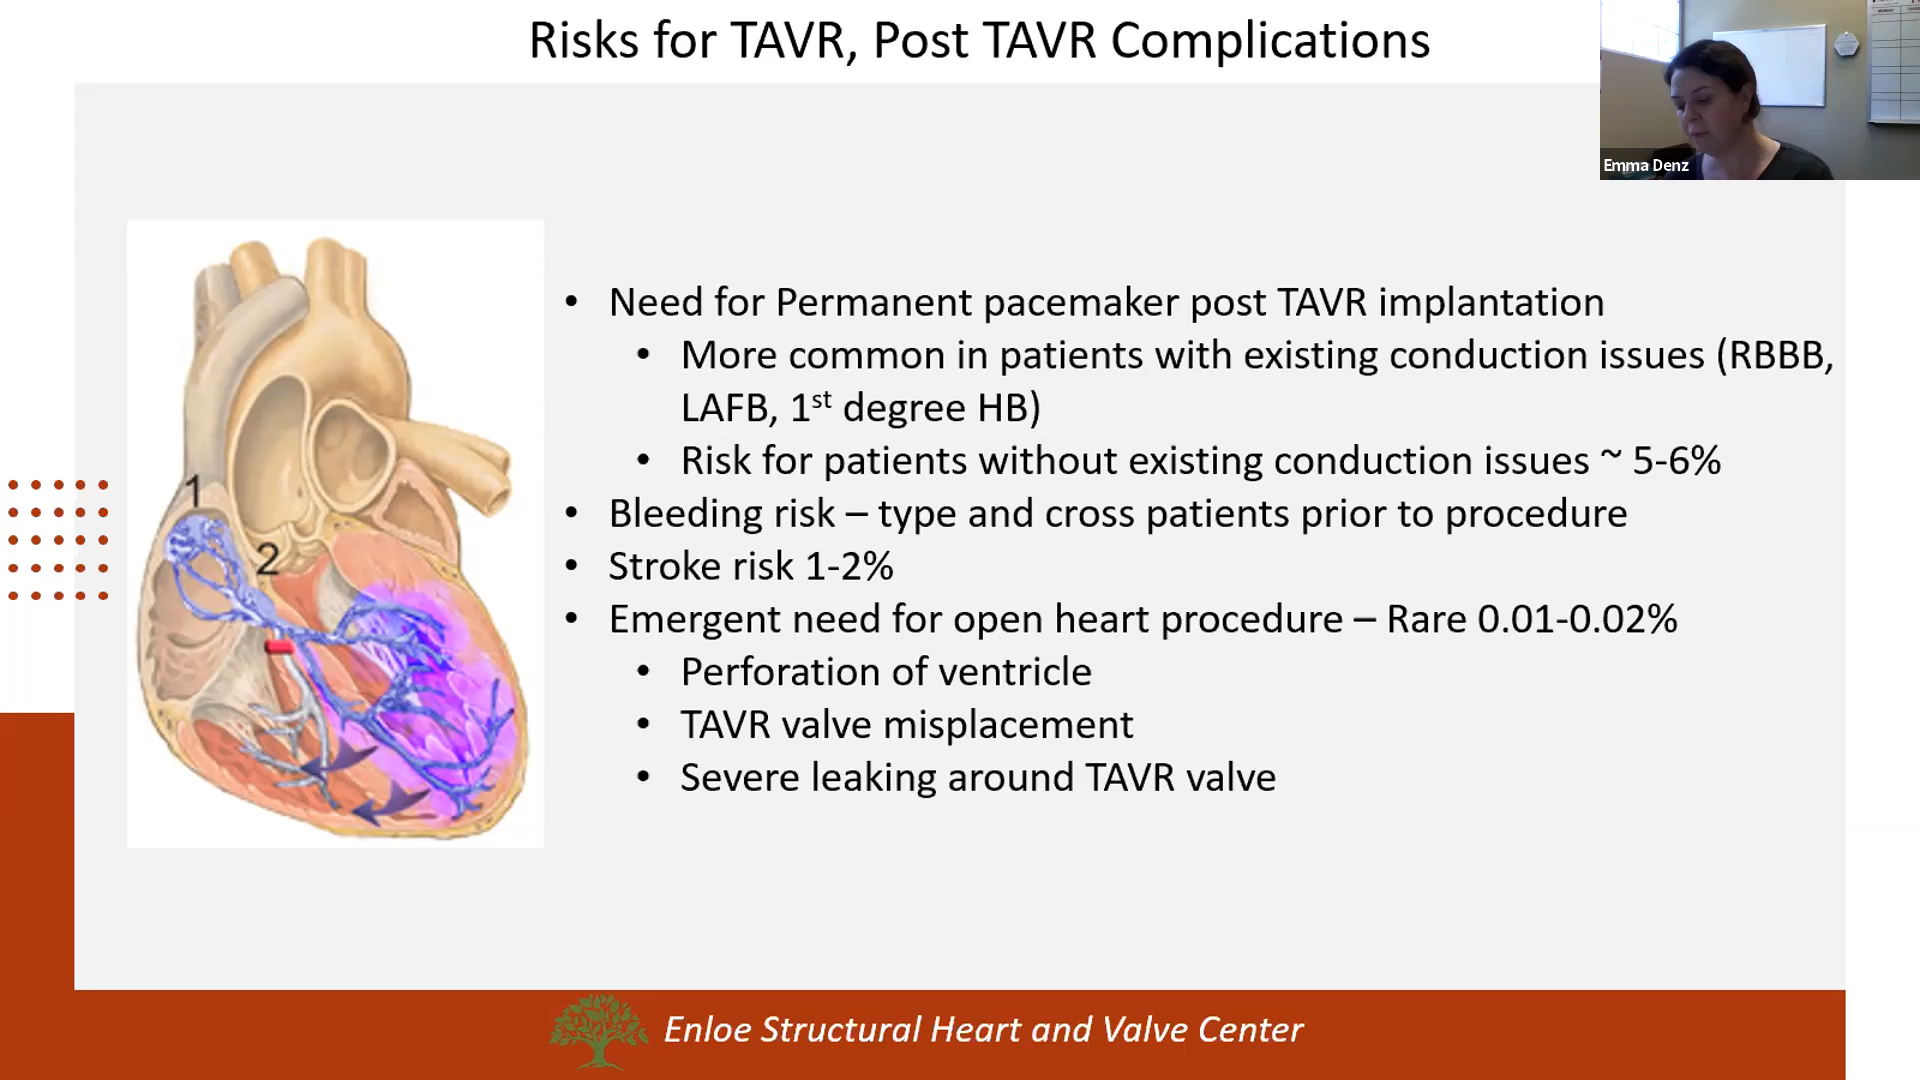 Risks for TAVR, Post TAVR Complications
Emma Denz
1
2
• Need for Permanent pacemaker post TAVR implantation
• More common in patients with existing conduction issues (RBBB,
LAFB, 1st degree HB)
• Risk for patients without existing conduction issues ~ 5-6%
• Bleeding risk – type and cross patients prior to procedure
• Stroke risk 1-2%
• Emergent need for open heart procedure – Rare 0.01-0.02%
• Perforation of ventricle
• TAVR valve misplacement
• Severe leaking around TAVR valve
Enloe Structural Heart and Valve Center